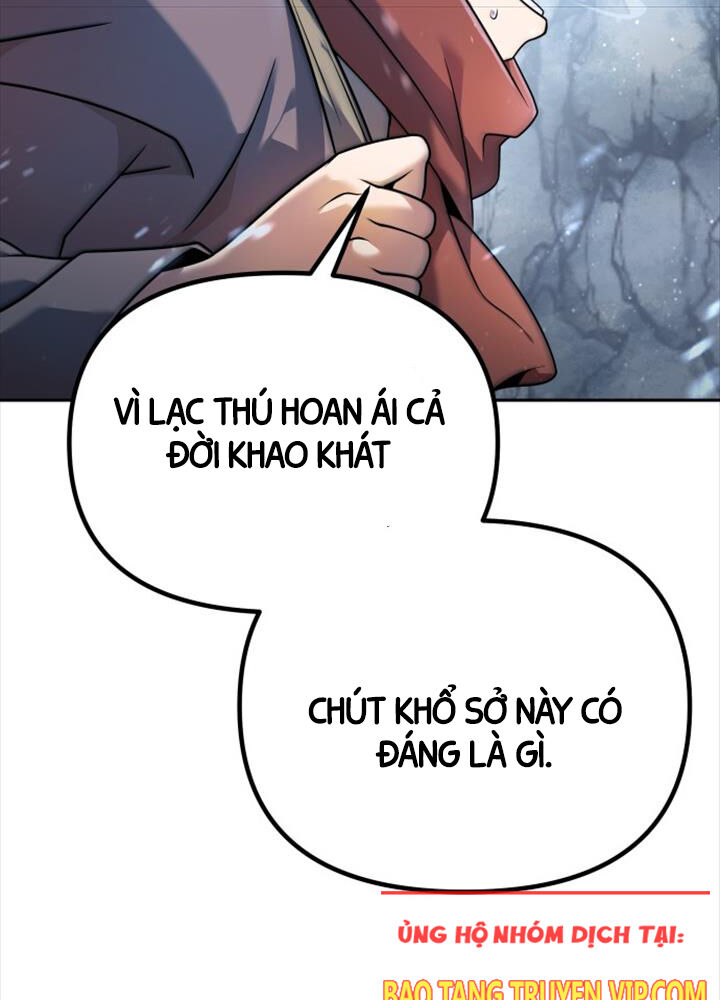 VÌ LẠC THÚ HOAN ÁI CẢ
ĐỜI KHAO KHÁT
CHÚT KHỔ SỞ NÀY CÓ
ĐÁNG LÀ GÌ.
ỦNG HỘ NHÓM DỊCH TẠI:
BAO TANG TRUYEN VIP.COM